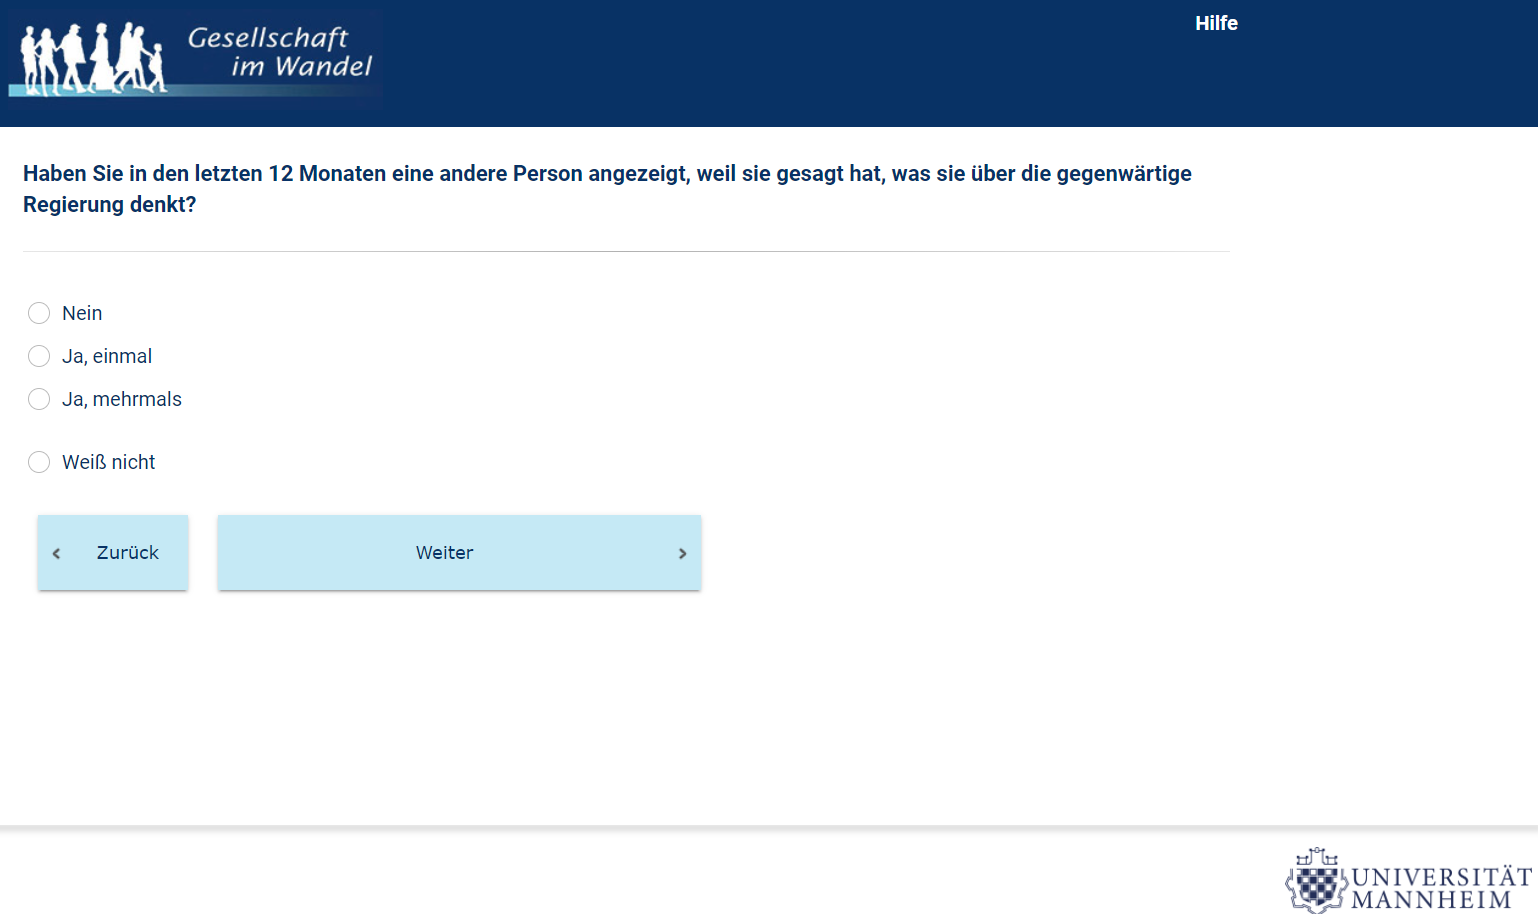 Gesellschaft
im Wandel
Hilfe
Haben Sie in den letzten 12 Monaten eine andere Person angezeigt, weil sie gesagt hat, was sie über die gegenwärtige
Regierung denkt?
Nein
Ja, einmal
Ja, mehrmals
Weiß nicht
Zurück
Weiter
UNIVERSITÄT
MANNHEIM